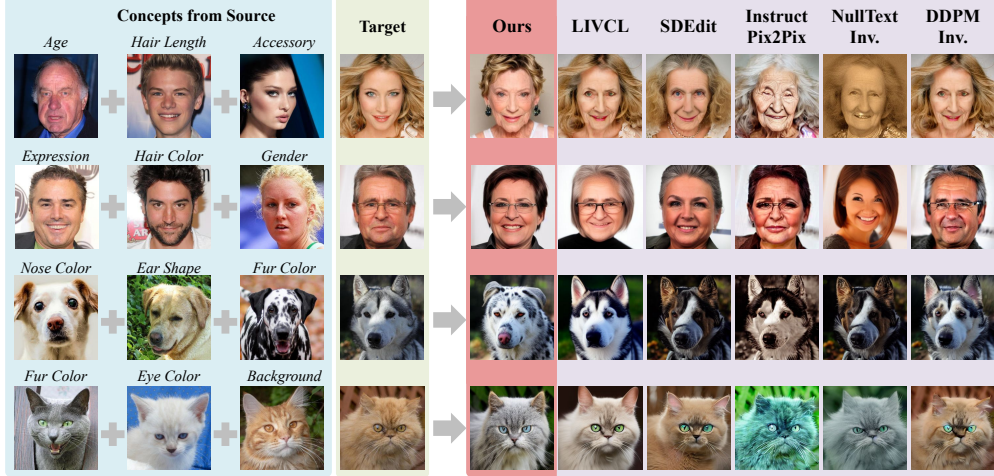 Concepts from Source
Target
Ours
LIVCL
SDEdit
Instruct
Pix2Pix
NullText
Inv.
DDPM
Inv.
Age
Hair Length
Accessory
Expression
Hair Color
Gender
Nose Color
Ear Shape
Fur Color
Fur Color
Eye Color
Background